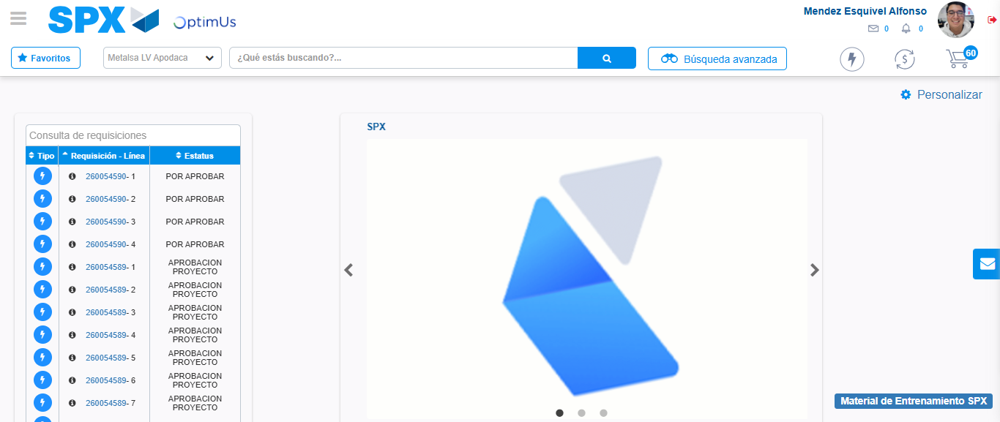 SPX
OptimUs
Mendez Esquivel Alfonso
0
0
Favoritos
Metalsa LV Apodaca
¿Qué estás buscando?...
Búsqueda avanzada
$
60
Personalizar
Consulta de requisiciones
Tipo
Requisición - Línea
Estatus
260054590- 1
POR APROBAR
260054590- 2
POR APROBAR
260054590- 3
POR APROBAR
260054590- 4
POR APROBAR
260054589- 1
APROBACION
PROYECTO
260054589- 2
APROBACION
PROYECTO
260054589- 3
APROBACION
PROYECTO
260054589- 4
APROBACION
PROYECTO
260054589- 5
APROBACION
PROYECTO
260054589- 6
APROBACION
PROYECTO
260054589- 7
APROBACION
PROYECTO
SPX
Material de Entrenamiento SPX